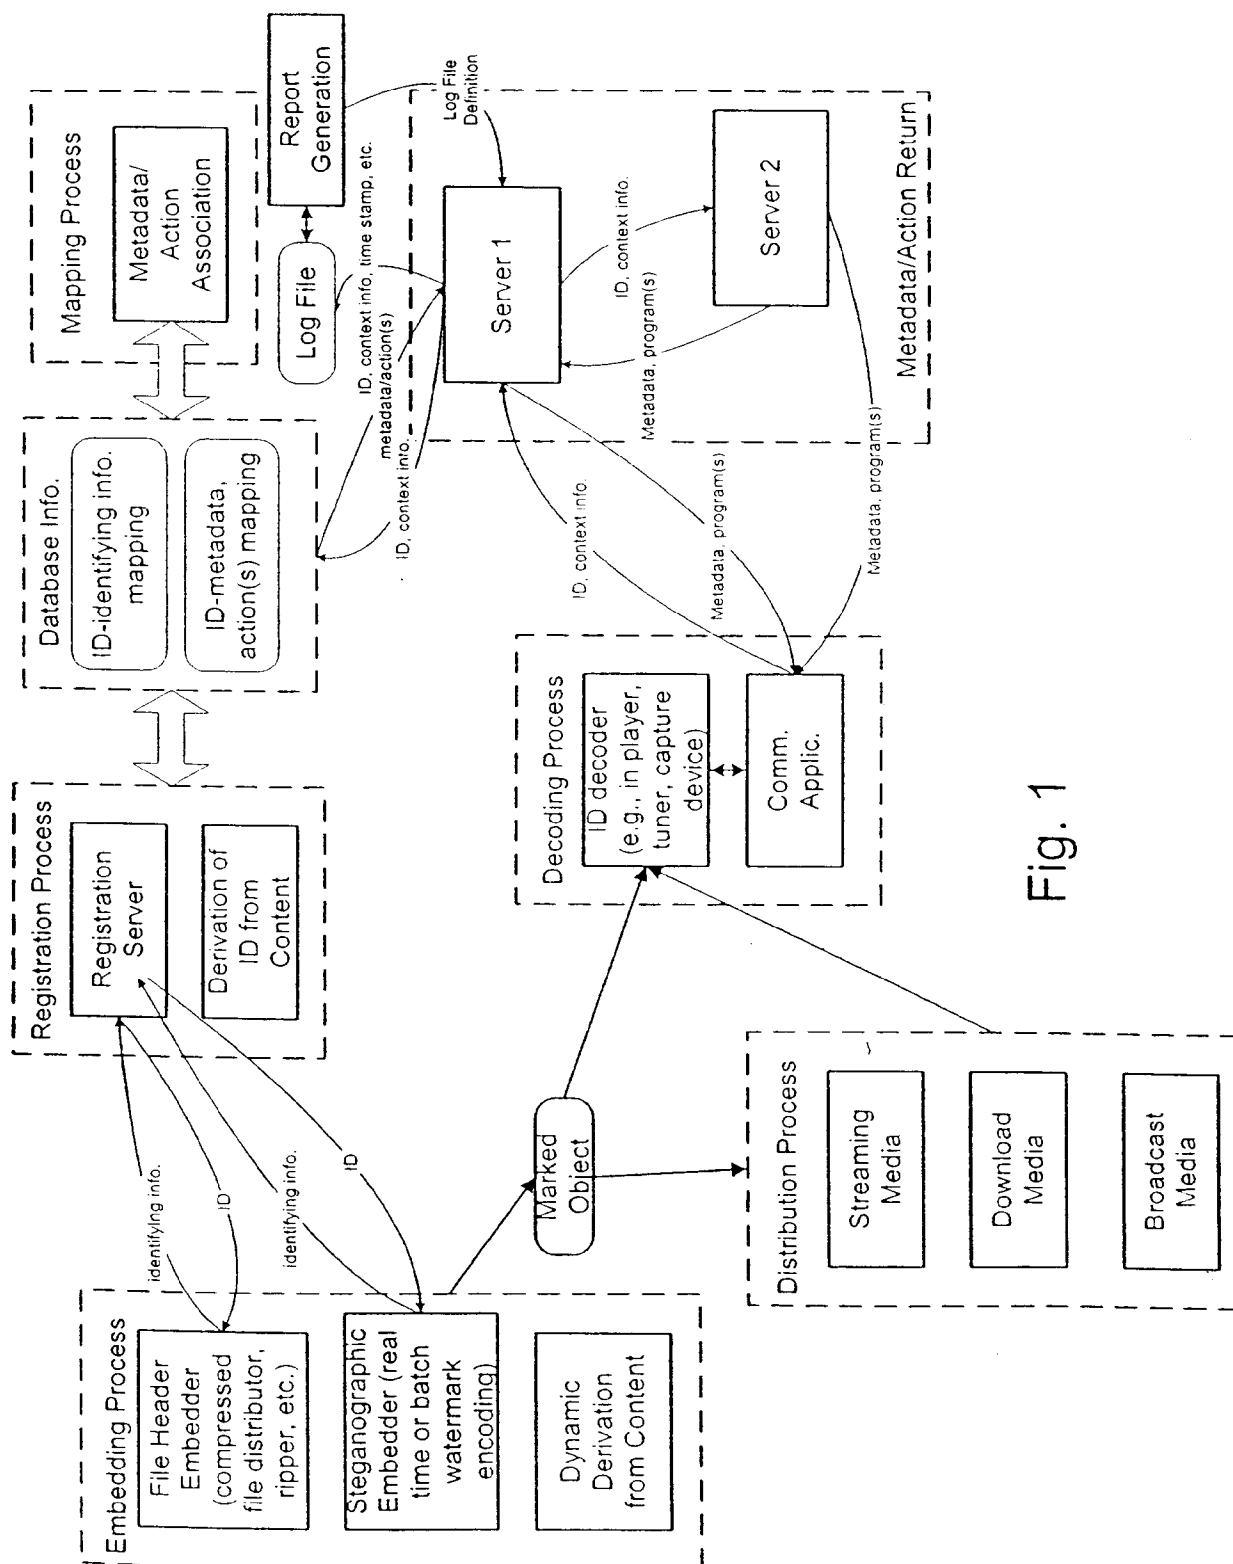 Embedding Process
File Header
Embedder
(compressed
file distributor,
ripper, etc.)
Steganographic
Embedder (real
time or batch
watermark
encoding)
Dynamic
Derivation
from Content
identifying info.
ID
identifying info.
ID
Registration Process
Registration
Server
Derivation of
ID from
Content
Database Info.
ID-identifying info.
mapping
ID-metadata,
action(s) mapping
Mapping Process
Metadata/
Action
Association
Log File
Report
Generation
Log File
Definition
ID, context info, time stamp, etc.
metadata/action(s)
ID, context info.
Marked
Object
Distribution Process
Streaming
Media
Download
Media
Broadcast
Media
Decoding Process
ID decoder
(e.g., in player,
tuner, capture
device)
Comm.
Applic.
ID, context info.
Metadata, program(s)
Metadata, program(s)
Server 1
ID, context info.
Metadata, program(s)
Server 2
Metadata/Action Return
Fig. 1